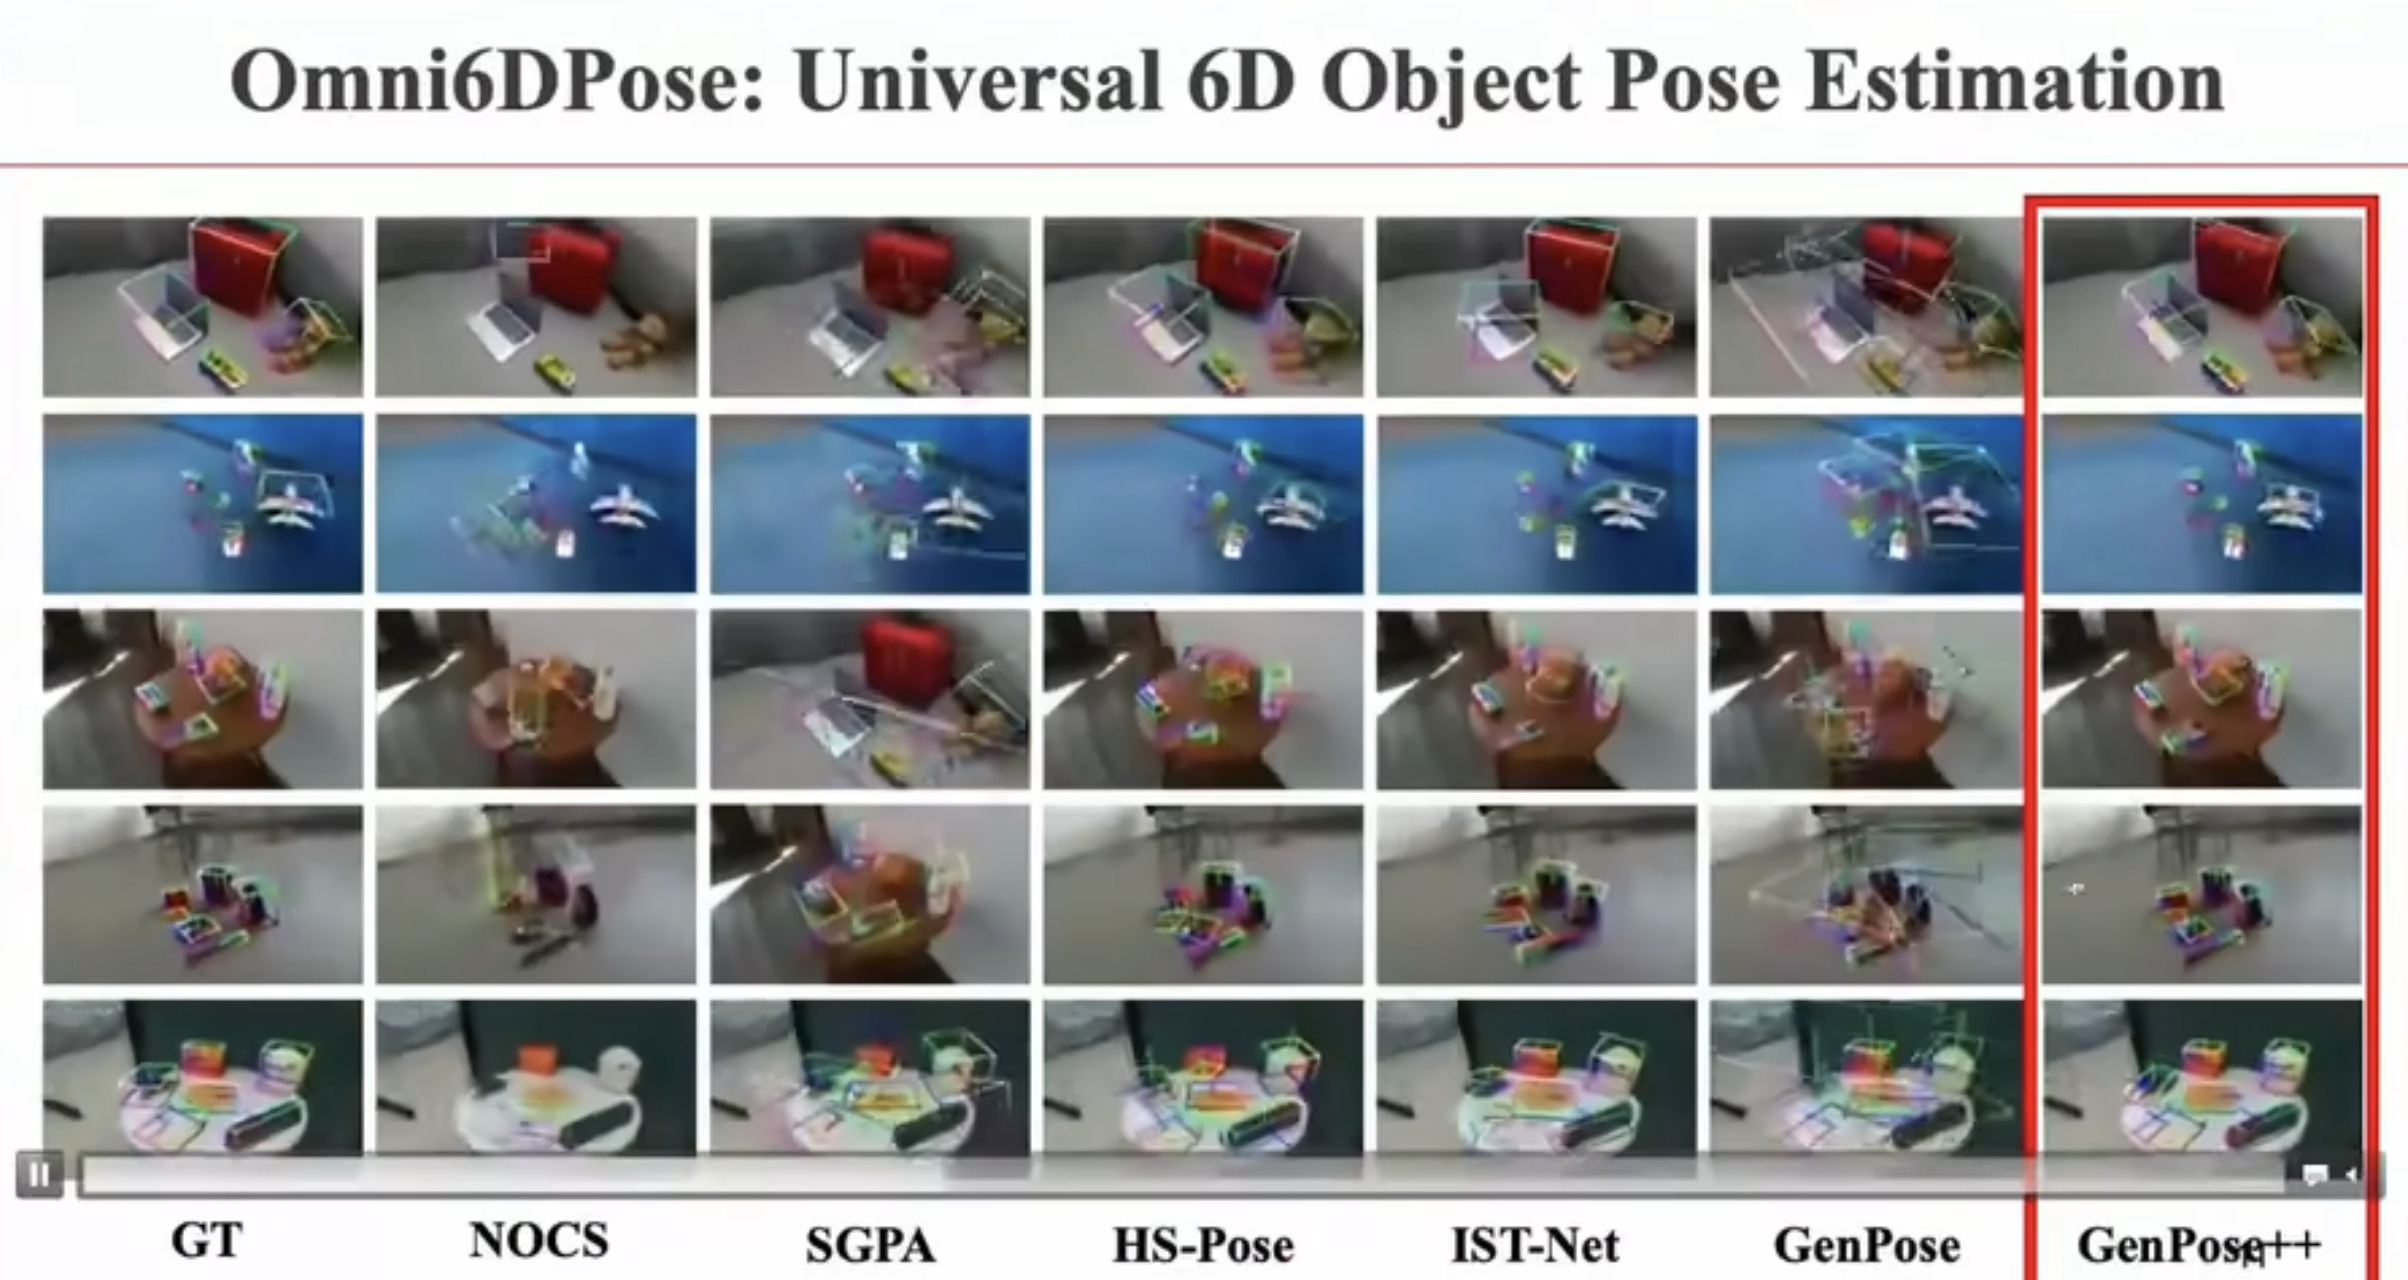 Omni6DPose: Universal 6D Object Pose Estimation
GT NOCS SGPA HS-Pose IST-Net GenPose GenPose++